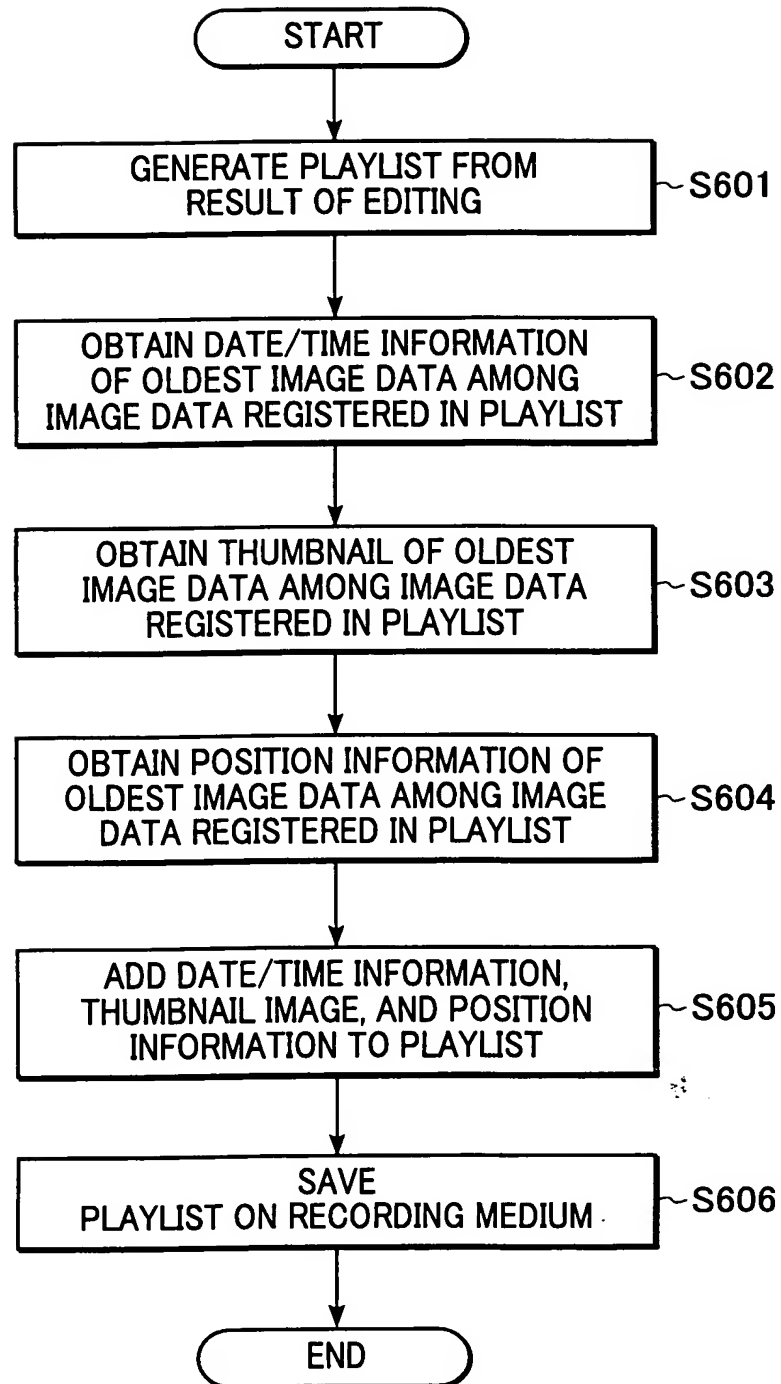 START
GENERATE PLAYLIST FROM
RESULT OF EDITING
~S601
OBTAIN DATE/TIME INFORMATION
OF OLDEST IMAGE DATA AMONG
IMAGE DATA REGISTERED IN PLAYLIST
~S602
OBTAIN THUMBNAIL OF OLDEST
IMAGE DATA AMONG IMAGE DATA
REGISTERED IN PLAYLIST
~S603
OBTAIN POSITION INFORMATION OF
OLDEST IMAGE DATA AMONG IMAGE
DATA REGISTERED IN PLAYLIST
~S604
ADD DATE/TIME INFORMATION,
THUMBNAIL IMAGE, AND POSITION
INFORMATION TO PLAYLIST
~S605
SAVE
PLAYLIST ON RECORDING MEDIUM
~S606
END